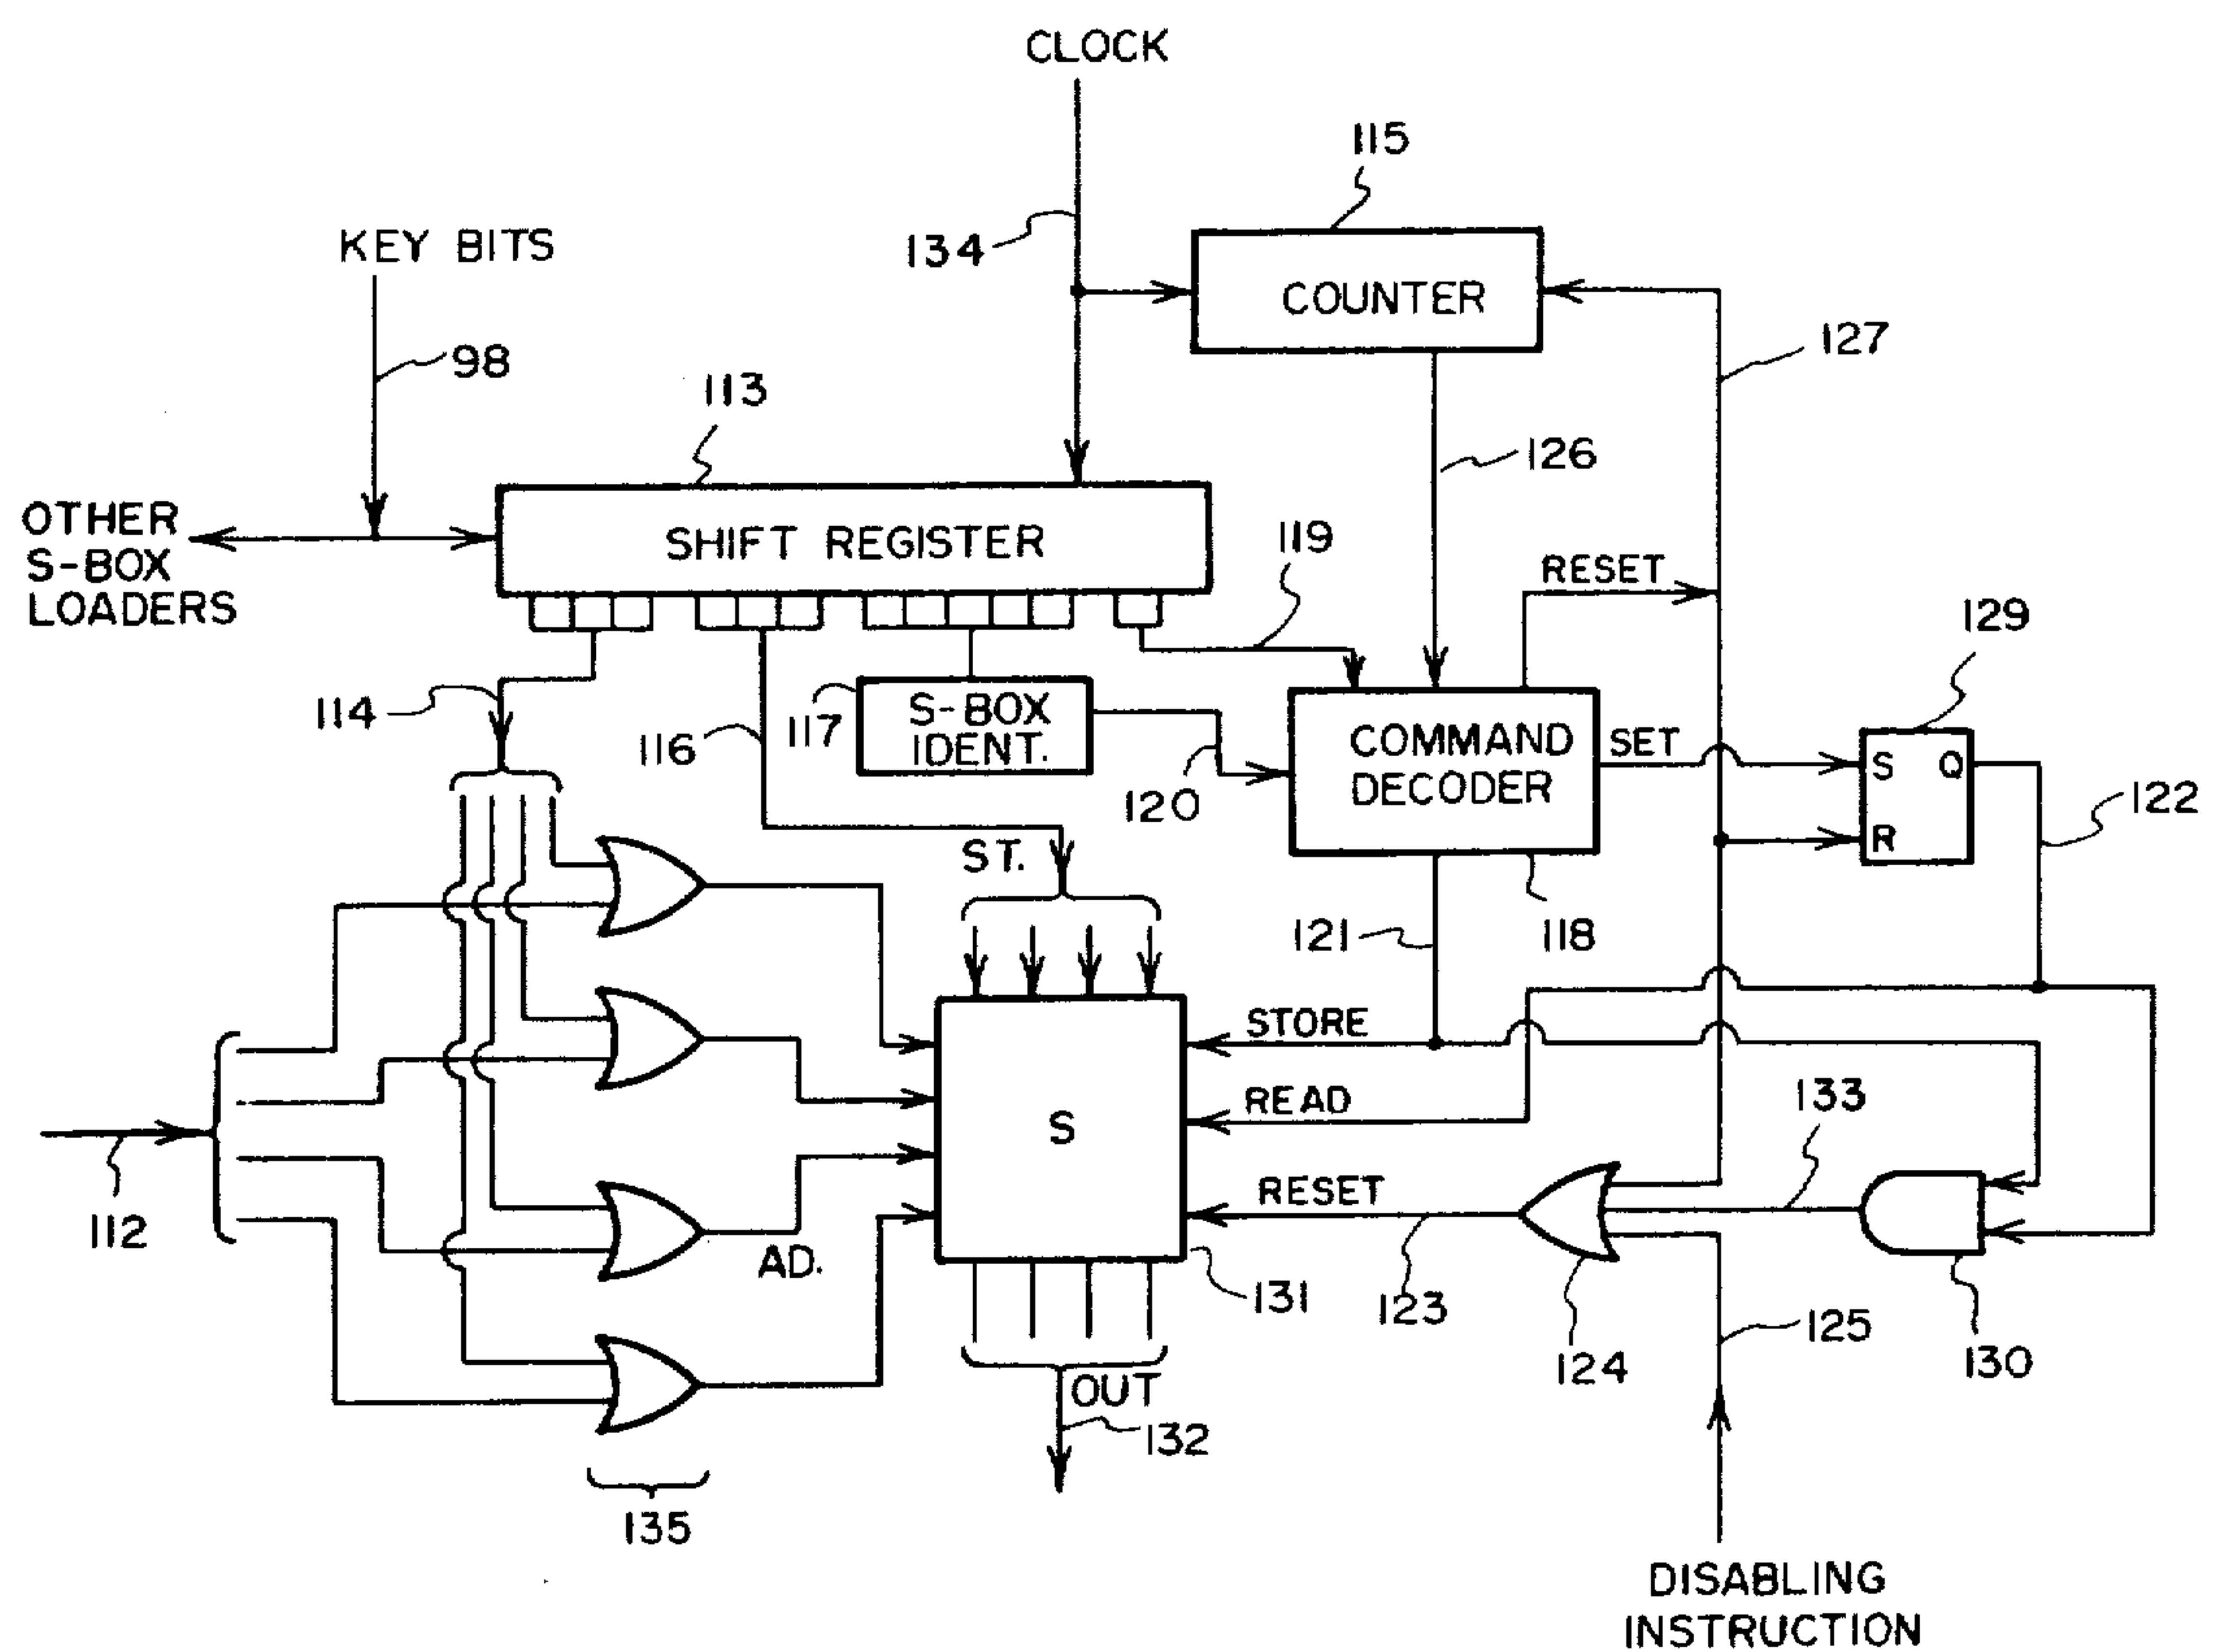 CLOCK
115
134
KEY BITS
COUNTER
127
98
113
126
OTHER
S-BOX
LOADERS
SHIFT REGISTER
119
RESET
129
114
116
117
S-BOX
IDENT.
120
COMMAND
DECODER
SET
S Q
R
122
ST.
121
118
STORE
READ
133
S
RESET
112
AD.
131
123
124
125
130
OUT
132
135
DISABLING
INSTRUCTION